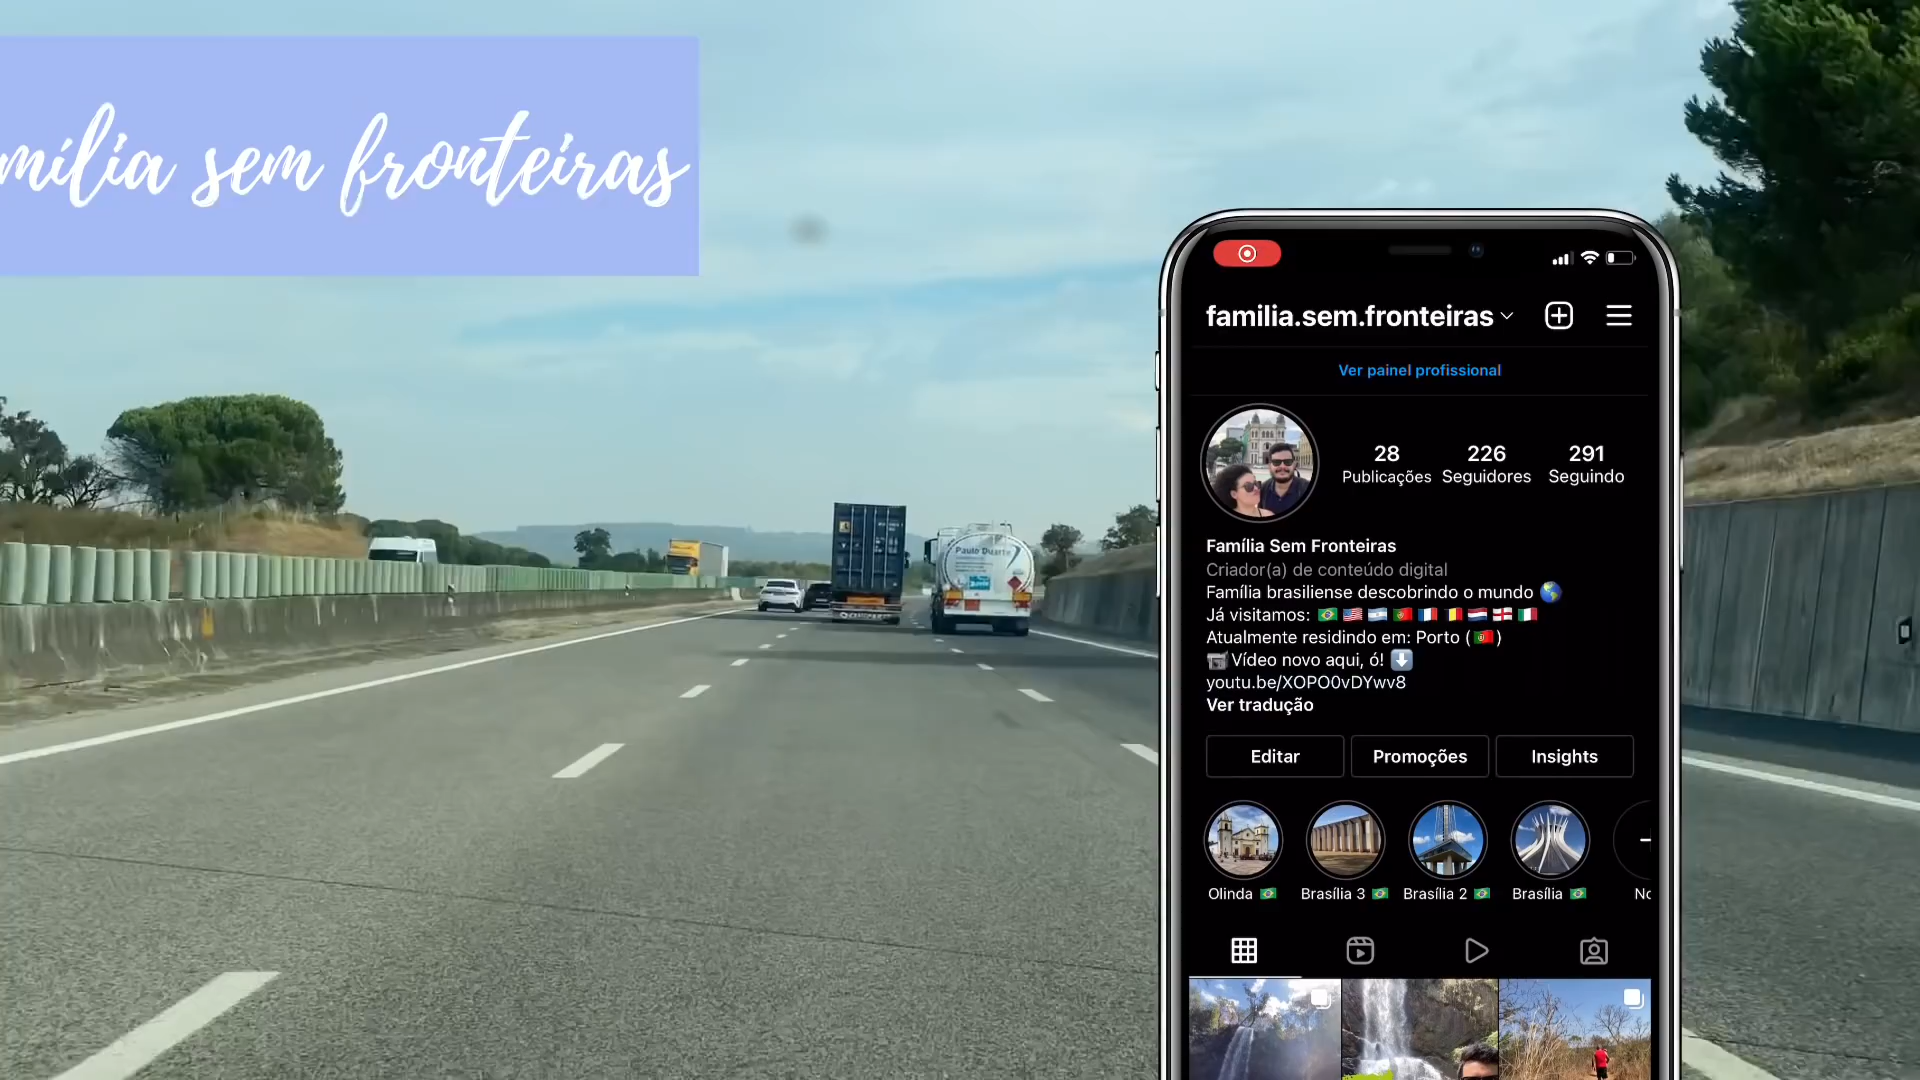 mília sem fronteiras
Paulo Duarte
familia.sem.fronteiras
Ver painel profissional
28 226 291
Publicações Seguidores Seguindo
Família Sem Fronteiras
Criador(a) de conteúdo digital
Família brasiliense descobrindo o mundo 🌎
Já visitamos: 🇧🇷 🇺🇸 🇦🇷 🇵🇹 🇫🇷 🇧🇪 🇳🇱 🏴󠁧󠁢󠁥󠁮󠁧󠁿 🇮🇹
Atualmente residindo em: Porto (🇵🇹)
📹 Vídeo novo aqui, ó! ⬇️
youtu.be/XOPO0vDYwv8
Ver tradução
Editar Promoções Insights
Olinda 🇧🇷 Brasília 3 🇧🇷 Brasília 2 🇧🇷 Brasília 🇧🇷 No